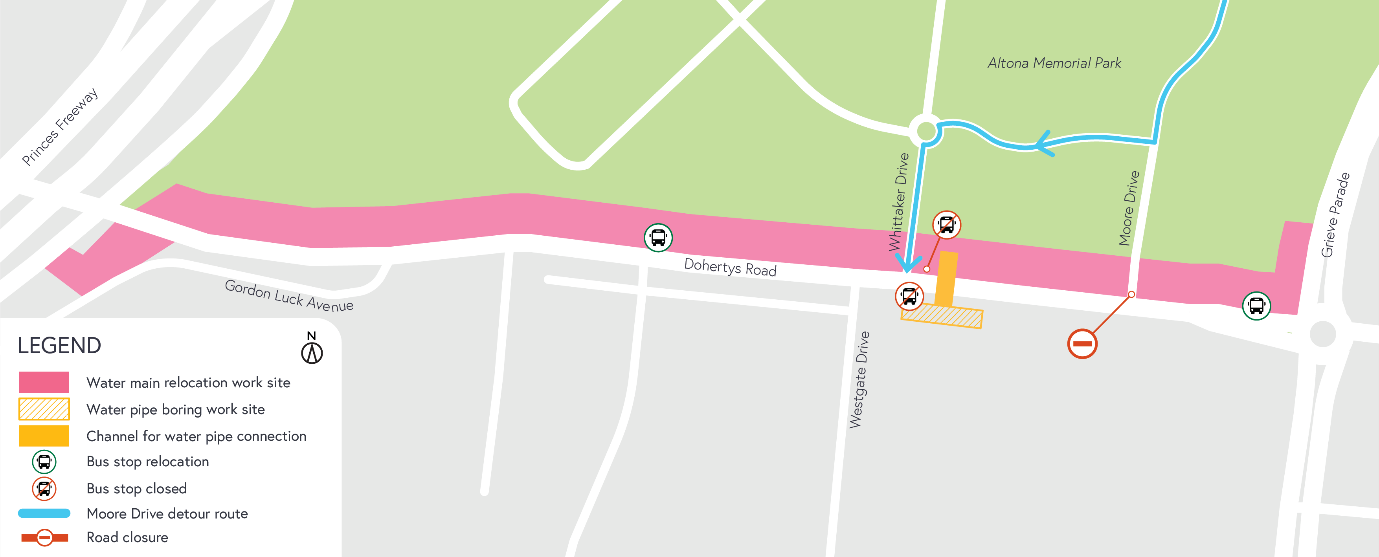 Altona Memorial Park
Princes Freeway
Whittaker Drive
Moore Drive
Grieve Parade
Dohertys Road
Gordon Luck Avenue
Westgate Drive
LEGEND
N
Water main relocation work site
Water pipe boring work site
Channel for water pipe connection
Bus stop relocation
Bus stop closed
Moore Drive detour route
Road closure